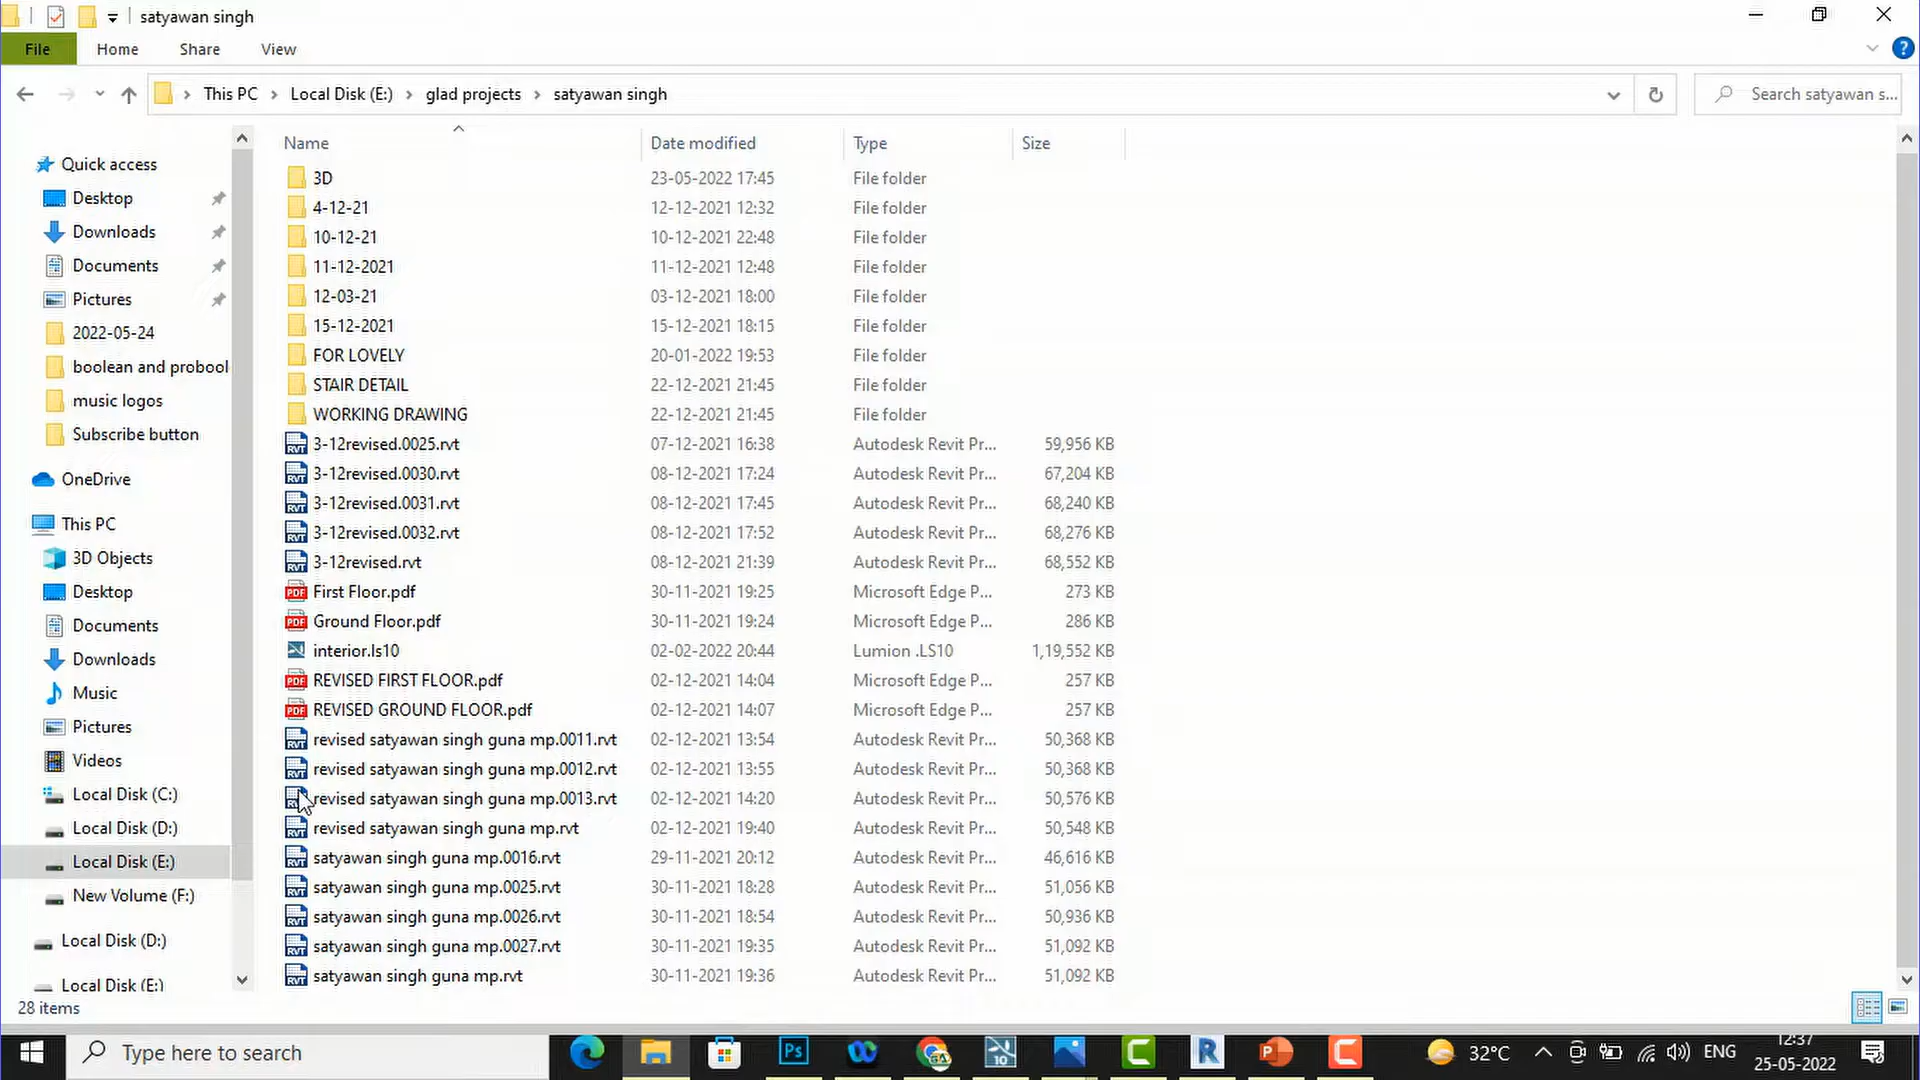 satyawan singh
File Home Share View
This PC Local Disk (E:) glad projects satyawan singh Search satyawan s...
Name Date modified Type Size
Quick access
Desktop
Downloads
Documents
Pictures
2022-05-24
boolean and probool
music logos
Subscribe button
OneDrive
This PC
3D Objects
Desktop
Documents
Downloads
Music
Pictures
Videos
Local Disk (C:)
Local Disk (D:)
Local Disk (E:)
New Volume (F:)
Local Disk (D:)
Local Disk (E:)
3D 23-05-2022 17:45 File folder
4-12-21 12-12-2021 12:32 File folder
10-12-21 10-12-2021 22:48 File folder
11-12-2021 11-12-2021 12:48 File folder
12-03-21 03-12-2021 18:00 File folder
15-12-2021 15-12-2021 18:15 File folder
FOR LOVELY 20-01-2022 19:53 File folder
STAIR DETAIL 22-12-2021 21:45 File folder
WORKING DRAWING 22-12-2021 21:45 File folder
3-12revised.0025.rvt 07-12-2021 16:38 Autodesk Revit Pr... 59,956 KB
3-12revised.0030.rvt 08-12-2021 17:24 Autodesk Revit Pr... 67,204 KB
3-12revised.0031.rvt 08-12-2021 17:45 Autodesk Revit Pr... 68,240 KB
3-12revised.0032.rvt 08-12-2021 17:52 Autodesk Revit Pr... 68,276 KB
3-12revised.rvt 08-12-2021 21:39 Autodesk Revit Pr... 68,552 KB
First Floor.pdf 30-11-2021 19:25 Microsoft Edge P... 273 KB
Ground Floor.pdf 30-11-2021 19:24 Microsoft Edge P... 286 KB
interior.ls10 02-02-2022 20:44 Lumion .LS10 1,19,552 KB
REVISED FIRST FLOOR.pdf 02-12-2021 14:04 Microsoft Edge P... 257 KB
REVISED GROUND FLOOR.pdf 02-12-2021 14:07 Microsoft Edge P... 257 KB
revised satyawan singh guna mp.0011.rvt 02-12-2021 13:54 Autodesk Revit Pr... 50,368 KB
revised satyawan singh guna mp.0012.rvt 02-12-2021 13:55 Autodesk Revit Pr... 50,368 KB
revised satyawan singh guna mp.0013.rvt 02-12-2021 14:20 Autodesk Revit Pr... 50,576 KB
revised satyawan singh guna mp.rvt 02-12-2021 19:40 Autodesk Revit Pr... 50,548 KB
satyawan singh guna mp.0016.rvt 29-11-2021 20:12 Autodesk Revit Pr... 46,616 KB
satyawan singh guna mp.0025.rvt 30-11-2021 18:28 Autodesk Revit Pr... 51,056 KB
satyawan singh guna mp.0026.rvt 30-11-2021 18:54 Autodesk Revit Pr... 50,936 KB
satyawan singh guna mp.0027.rvt 30-11-2021 19:35 Autodesk Revit Pr... 51,092 KB
satyawan singh guna mp.rvt 30-11-2021 19:36 Autodesk Revit Pr... 51,092 KB
28 items
Type here to search 32°C ENG 12:37
25-05-2022